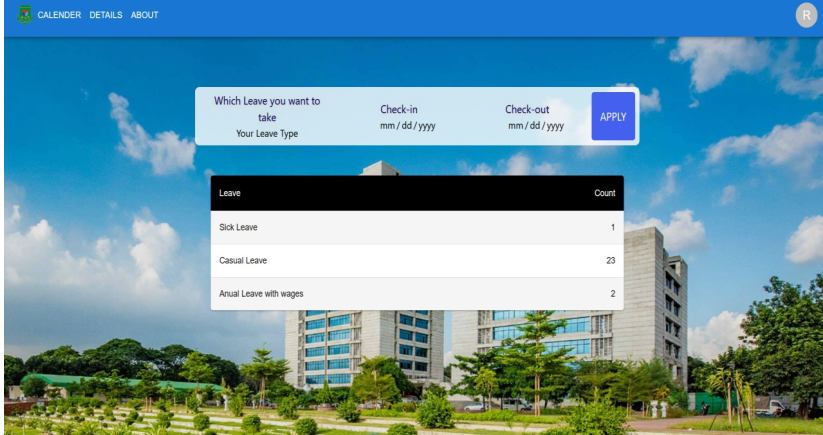 CALENDER DETAILS ABOUT
R
Which Leave you want to
take
Your Leave Type
Check-in
mm/dd/yyyy
Check-out
mm/dd/yyyy
APPLY
Leave Count
Sick Leave 1
Casual Leave 23
Anual Leave with wages 2